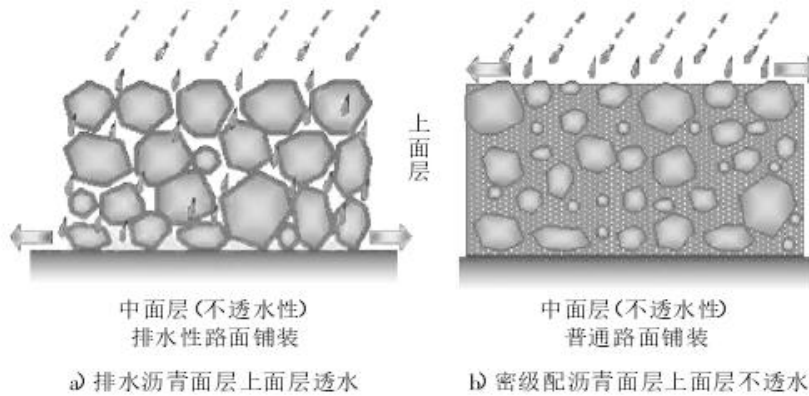 上面层
中面层(不透水性)
排水性路面铺装
a) 排水沥青面层上面层透水
中面层(不透水性)
普通路面铺装
b) 密级配沥青面层上面层不透水